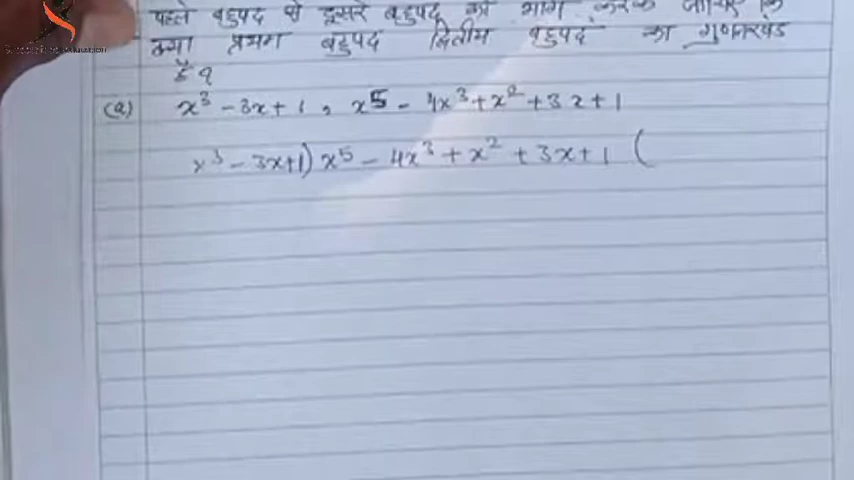 पहले बहुपद से दूसरे बहुपद को भाग करके जाँचिए कि
क्या प्रथम बहुपद द्वितीय बहुपद का गुणनखंड
है ?
(a) x³ - 3x + 1 , x⁵ - 4x³ + x² + 3x + 1
x³ - 3x + 1) x⁵ - 4x³ + x² + 3x + 1 (